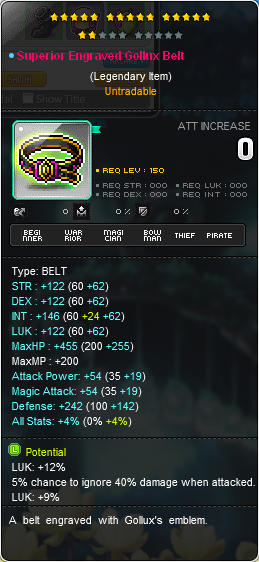 Show Title
• Superior Engraved Gollux Belt
(Legendary Item)
Untradable
ATT INCREASE
0
• REQ LEV : 150
• REQ STR : 000 • REQ LUK : 000
• REQ DEX : 000 • REQ INT : 000
0 0 % 0 %
BEGINNER WARRIOR MAGICIAN BOWMAN THIEF PIRATE
Type: BELT
STR : +122 (60 +62)
DEX : +122 (60 +62)
INT : +146 (60 +24 +62)
LUK : +122 (60 +62)
MaxHP : +455 (200 +255)
MaxMP : +200
Attack Power: +54 (35 +19)
Magic Attack: +54 (35 +19)
Defense: +242 (100 +142)
All Stats: +4% (0% +4%)
L Potential
LUK: +12%
5% chance to ignore 40% damage when attacked.
LUK: +9%
A belt engraved with Gollux's emblem.